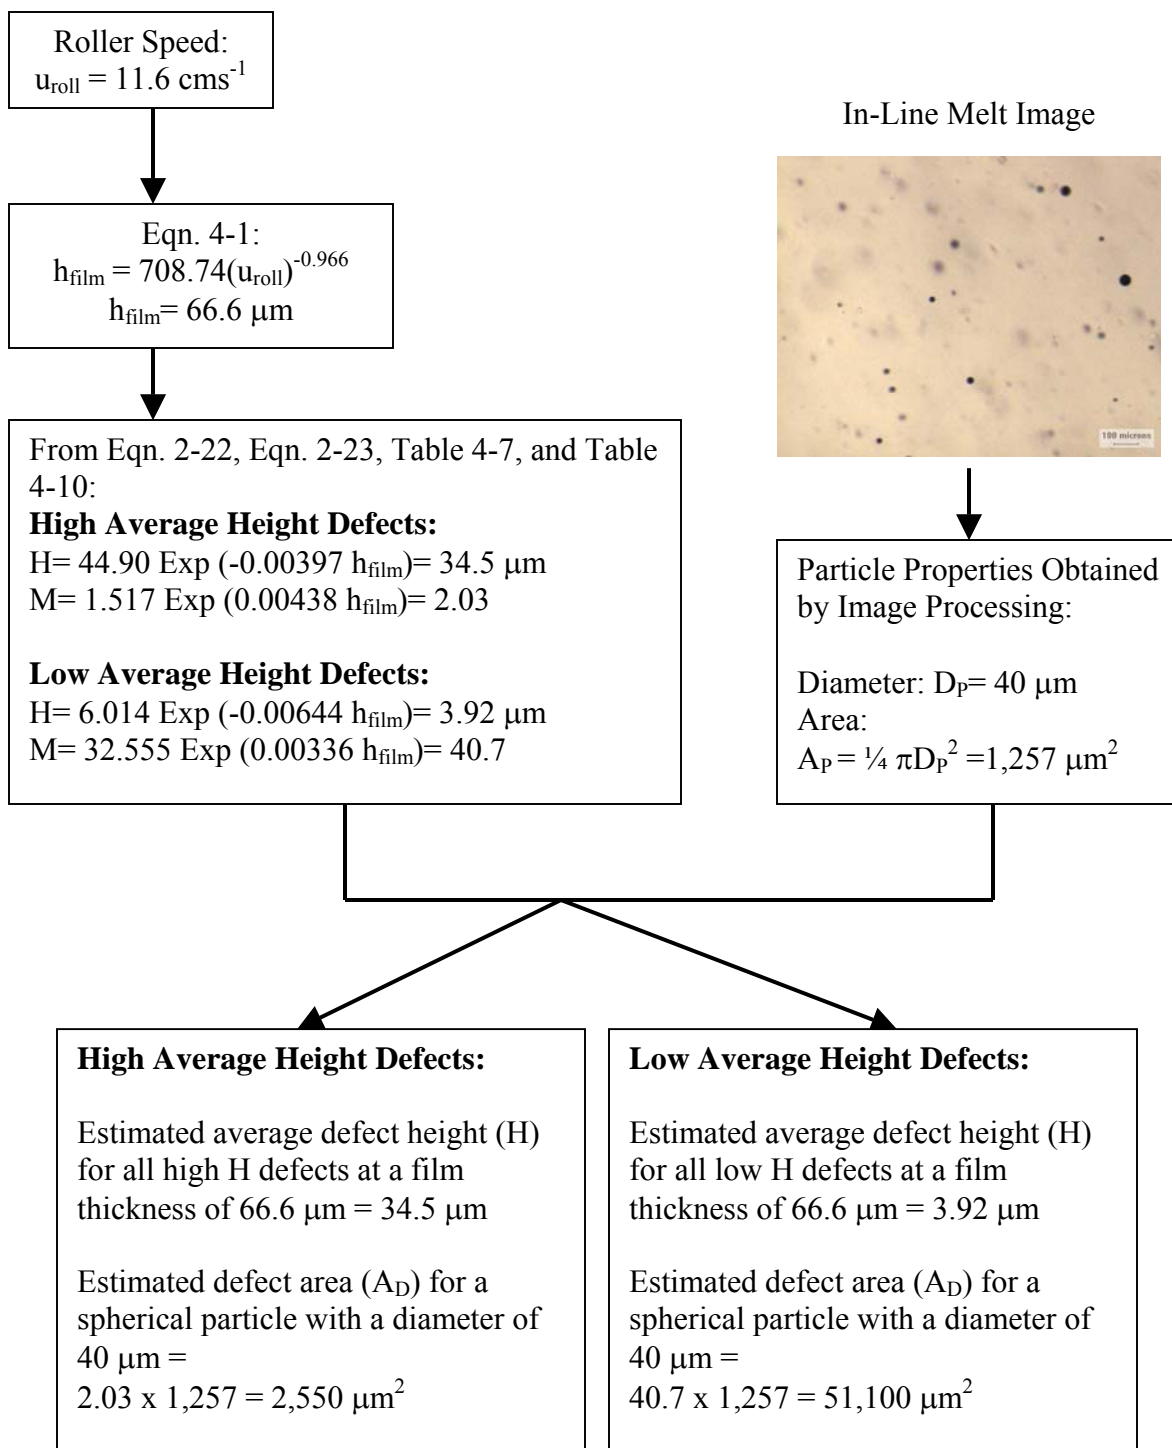 Roller Speed:
u_roll = 11.6 cms^-1
In-Line Melt Image
Eqn. 4-1:
h_film = 708.74(u_roll)^-0.966
h_film= 66.6 μm
100 microns
From Eqn. 2-22, Eqn. 2-23, Table 4-7, and Table
4-10:
High Average Height Defects:
H= 44.90 Exp (-0.00397 h_film)= 34.5 μm
M= 1.517 Exp (0.00438 h_film)= 2.03
Low Average Height Defects:
H= 6.014 Exp (-0.00644 h_film)= 3.92 μm
M= 32.555 Exp (0.00336 h_film)= 40.7
Particle Properties Obtained
by Image Processing:
Diameter: D_P= 40 μm
Area:
A_P = ¼ πD_P^2 =1,257 μm^2
High Average Height Defects:
Estimated average defect height (H)
for all high H defects at a film
thickness of 66.6 μm = 34.5 μm
Estimated defect area (A_D) for a
spherical particle with a diameter of
40 μm =
2.03 x 1,257 = 2,550 μm^2
Low Average Height Defects:
Estimated average defect height (H)
for all low H defects at a film
thickness of 66.6 μm = 3.92 μm
Estimated defect area (A_D) for a
spherical particle with a diameter of
40 μm =
40.7 x 1,257 = 51,100 μm^2